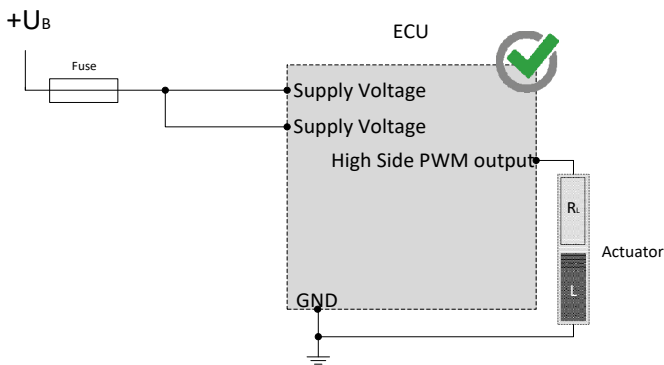 +UB
ECU
Fuse
Supply Voltage
Supply Voltage
High Side PWM output
RL
Actuator
L
GND